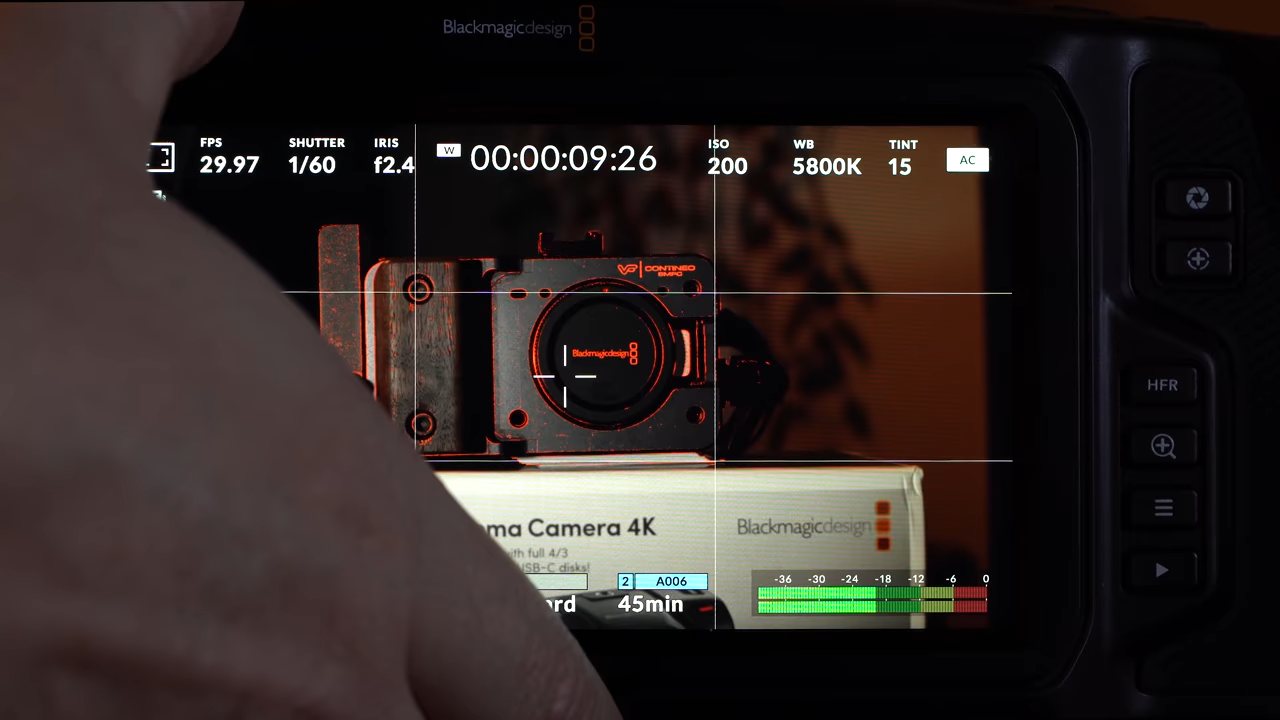 Blackmagicdesign
FPS
29.97
SHUTTER
1/60
IRIS
f2.4
W
00:00:09:26
ISO
200
WB
5800K
TINT
15
AC
CONTINEO
BMPC
Blackmagicdesign
HFR
ma Camera 4K
with full 4/3
USB-C disks!
Blackmagicdesign
2 A006
45min
-36 -30 -24 -18 -12 -6 0